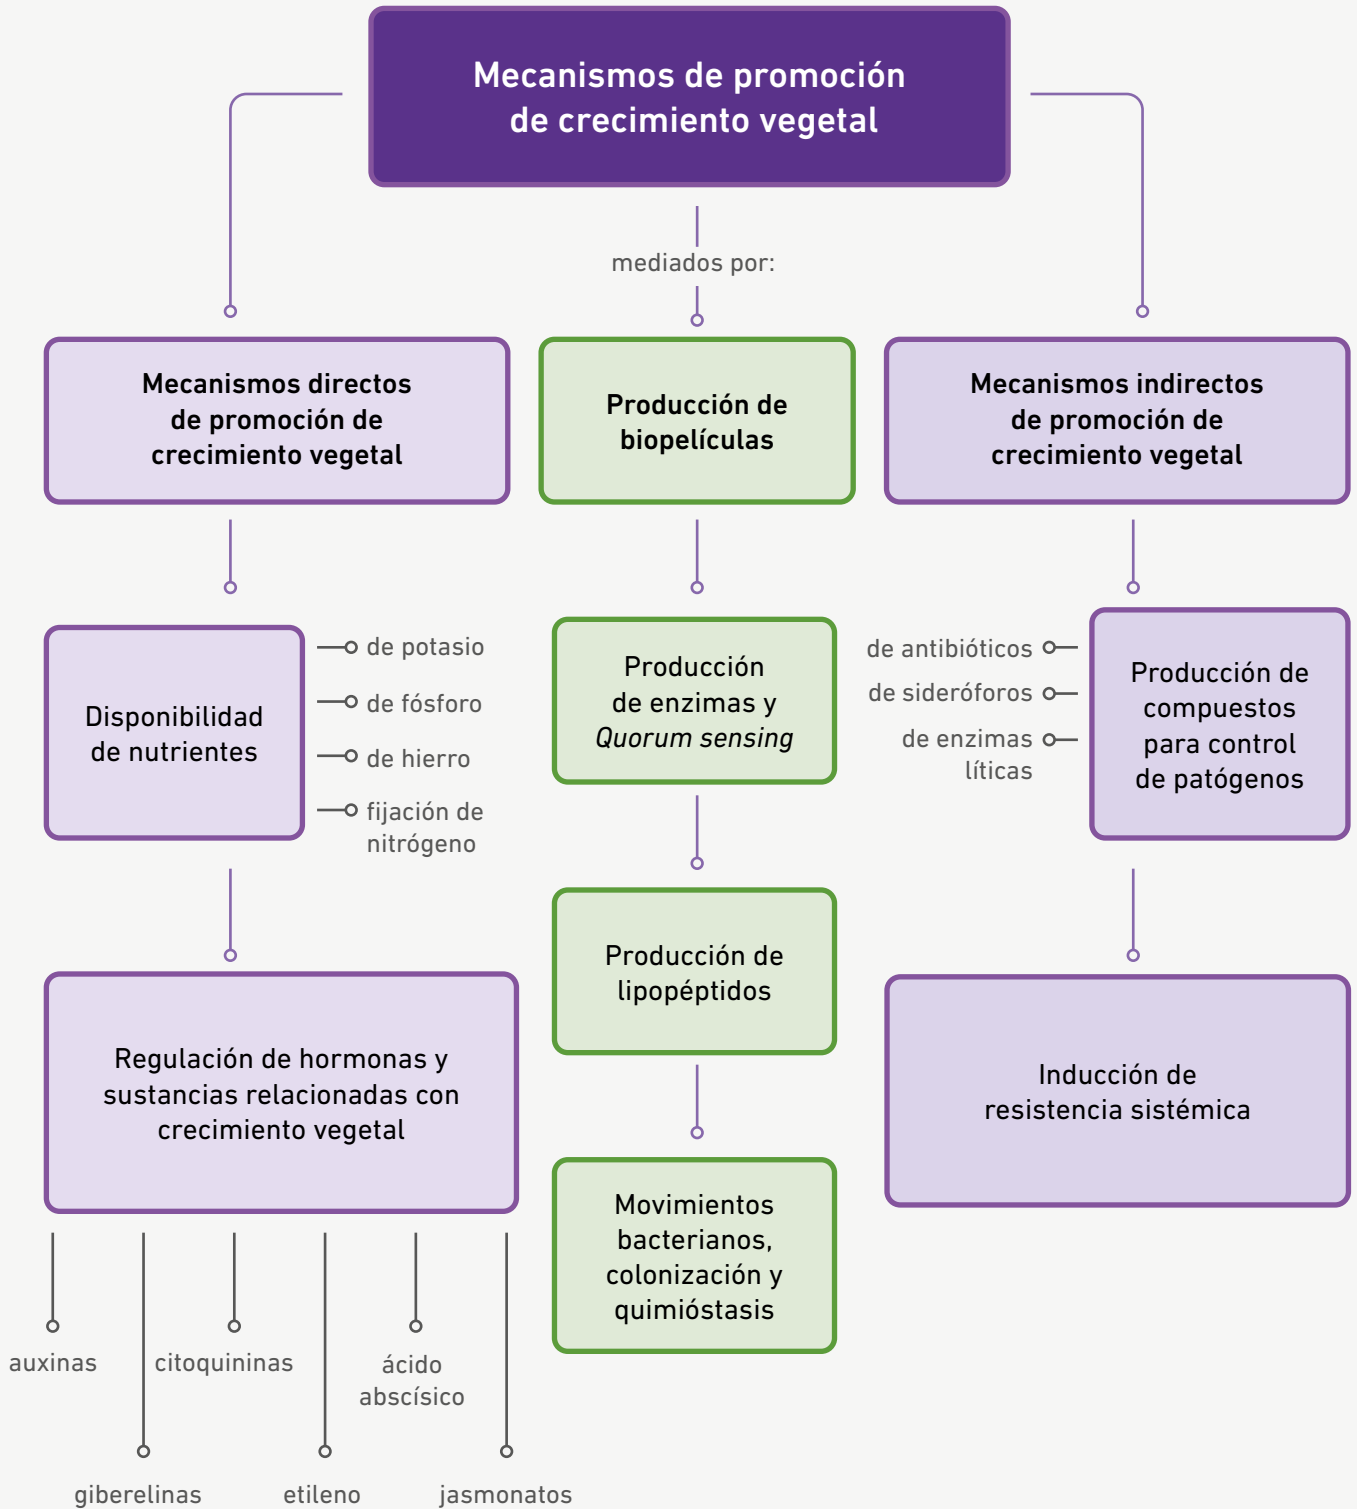 Mecanismos de promoción
de crecimiento vegetal
mediados por:
Mecanismos directos
de promoción de
crecimiento vegetal
Producción de
biopelículas
Mecanismos indirectos
de promoción de
crecimiento vegetal
Disponibilidad
de nutrientes
de potasio
de fósforo
de hierro
fijación de
nitrógeno
Producción
de enzimas y
Quorum sensing
de antibióticos
de sideróforos
de enzimas
líticas
Producción de
compuestos
para control
de patógenos
Regulación de hormonas y
sustancias relacionadas con
crecimiento vegetal
Producción de
lipopéptidos
Inducción de
resistencia sistémica
Movimientos
bacterianos,
colonización y
quimióstasis
auxinas
citoquininas
ácido
abscísico
giberelinas
etileno
jasmonatos